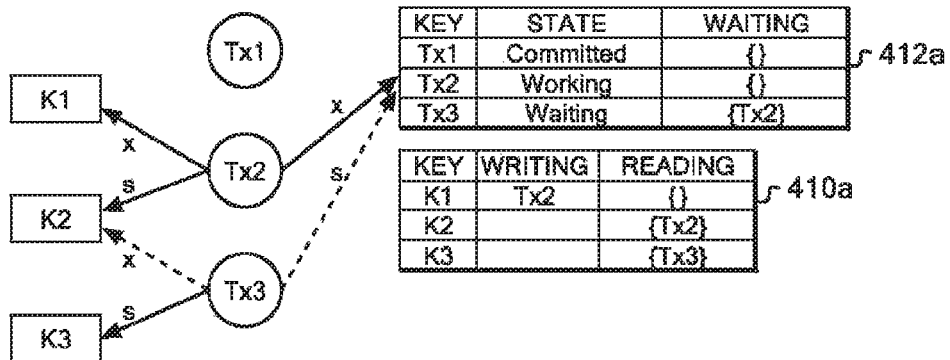 KEY STATE WAITING
Tx1 Committed {}
Tx2 Working {}
Tx3 Waiting {Tx2}
412a
Tx1
K1
x
x
Tx2
s
s
K2
x
Tx3
s
K3
KEY WRITING READING
K1 Tx2 {}
K2 {Tx2}
K3 {Tx3}
410a